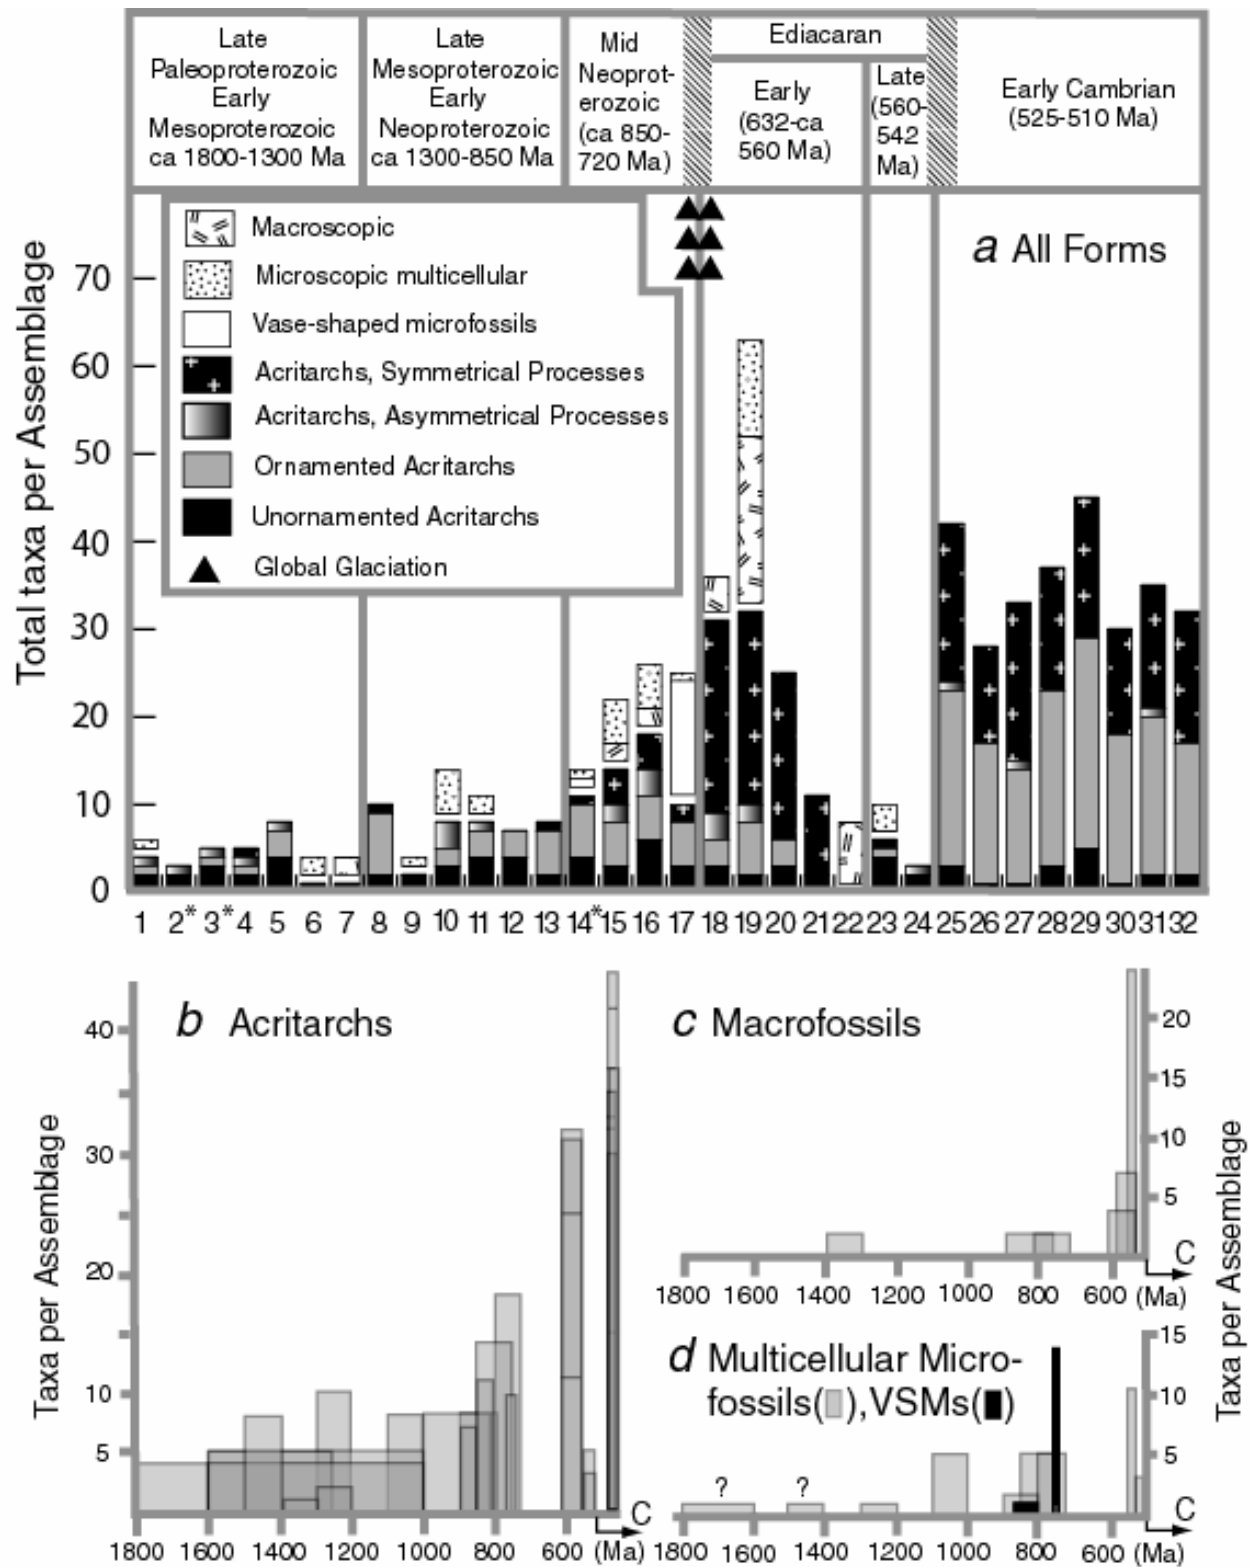 Late
Paleoproterozoic
Early
Mesoproterozoic
ca 1800-1300 Ma
Late
Mesoproterozoic
Early
Neoproterozoic
ca 1300-850 Ma
Mid
Neoprot-
erozoic
(ca 850-
720 Ma)
Ediacaran
Early
(632-ca
560 Ma)
Late
(560-
542
Ma)
Early Cambrian
(525-510 Ma)
Macroscopic
Microscopic multicellular
Vase-shaped microfossils
Acritarchs, Symmetrical Processes
Acritarchs, Asymmetrical Processes
Ornamented Acritarchs
Unornamented Acritarchs
Global Glaciation
a All Forms
Total taxa per Assemblage
70
60
50
40
30
20
10
0
1 2* 3* 4 5 6 7 8 9 10 11 12 13 14* 15 16 17 18 19 20 21 22 23 24 25 26 27 28 29 30 31 32
b Acritarchs
Taxa per Assemblage
40
30
20
10
5
C
1800 1600 1400 1200 1000 800 600 (Ma)
c Macrofossils
20
15
10
5
C
1800 1600 1400 1200 1000 800 600 (Ma)
Taxa per Assemblage
d Multicellular Micro-
fossils( ),VSMs( )
15
10
5
? ?
C
1800 1600 1400 1200 1000 800 600 (Ma)